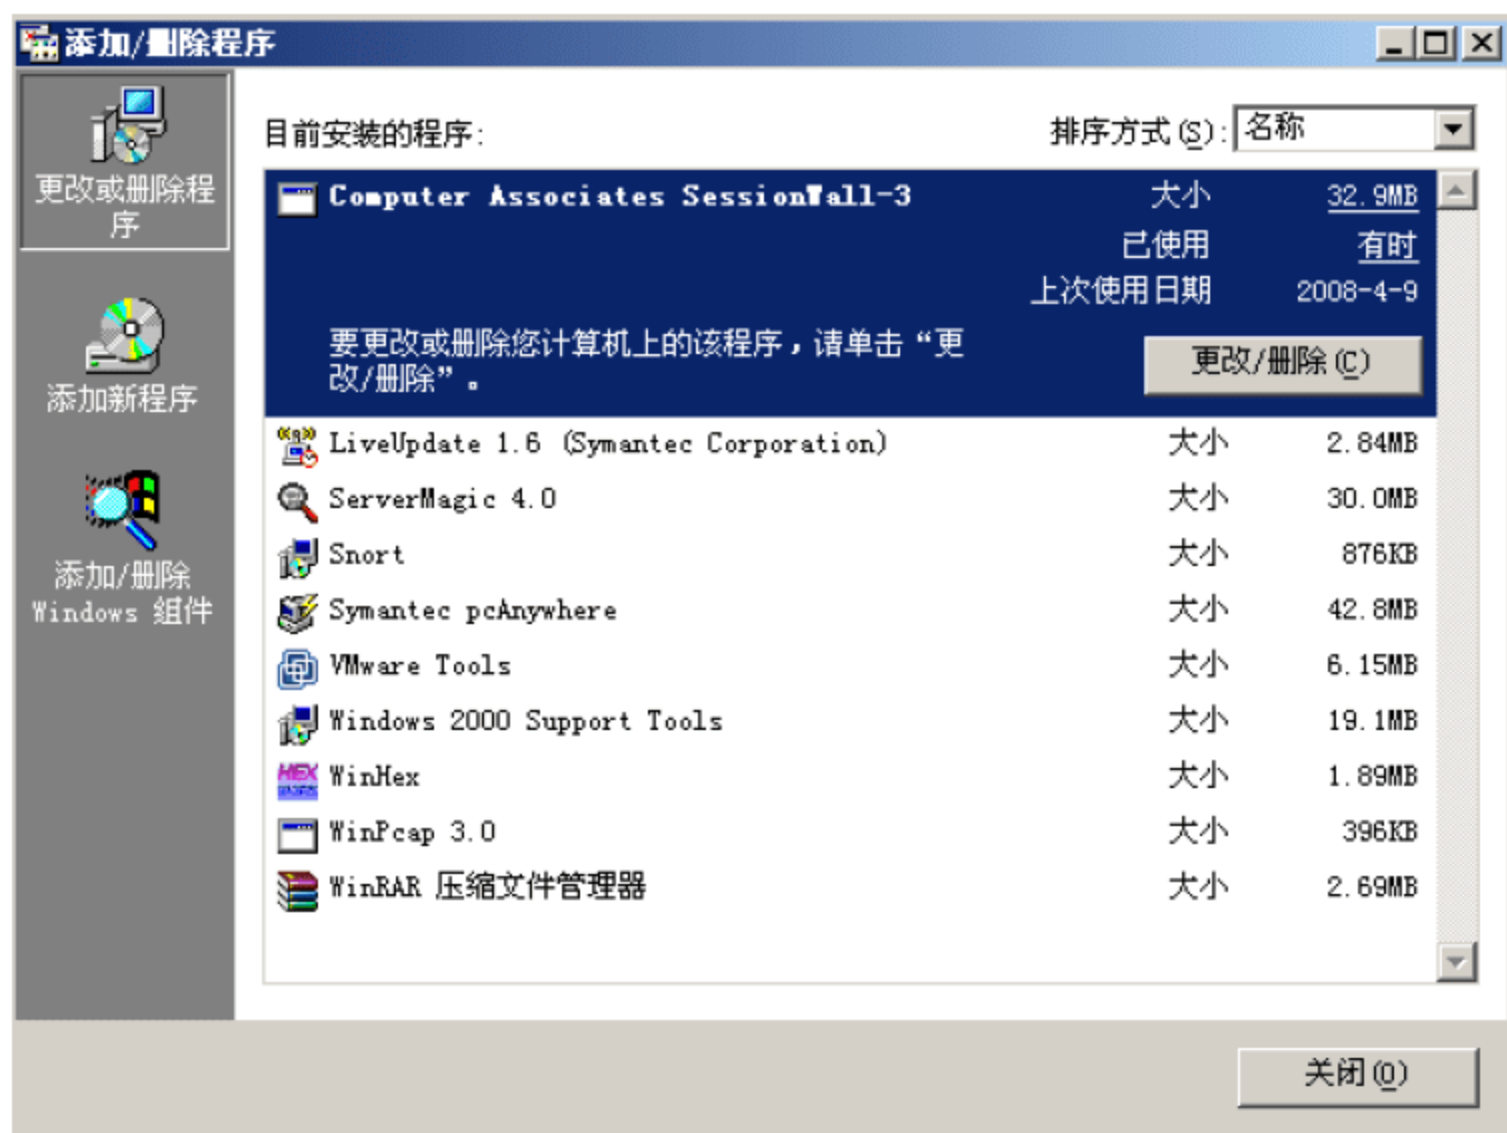 添加/删除程序
更改或删除程
序
添加新程序
添加/删除
Windows 组件
目前安装的程序:
排序方式(S): 名称
Computer Associates SessionWall-3 大小 32.9MB
已使用 有时
上次使用日期 2008-4-9
要更改或删除您计算机上的该程序，请单击“更
改/删除”。
更改/删除(C)
LiveUpdate 1.6 (Symantec Corporation) 大小 2.84MB
ServerMagic 4.0 大小 30.0MB
Snort 大小 876KB
Symantec pcAnywhere 大小 42.8MB
VMware Tools 大小 6.15MB
Windows 2000 Support Tools 大小 19.1MB
WinHex 大小 1.89MB
WinPcap 3.0 大小 396KB
WinRAR 压缩文件管理器 大小 2.69MB
关闭(O)